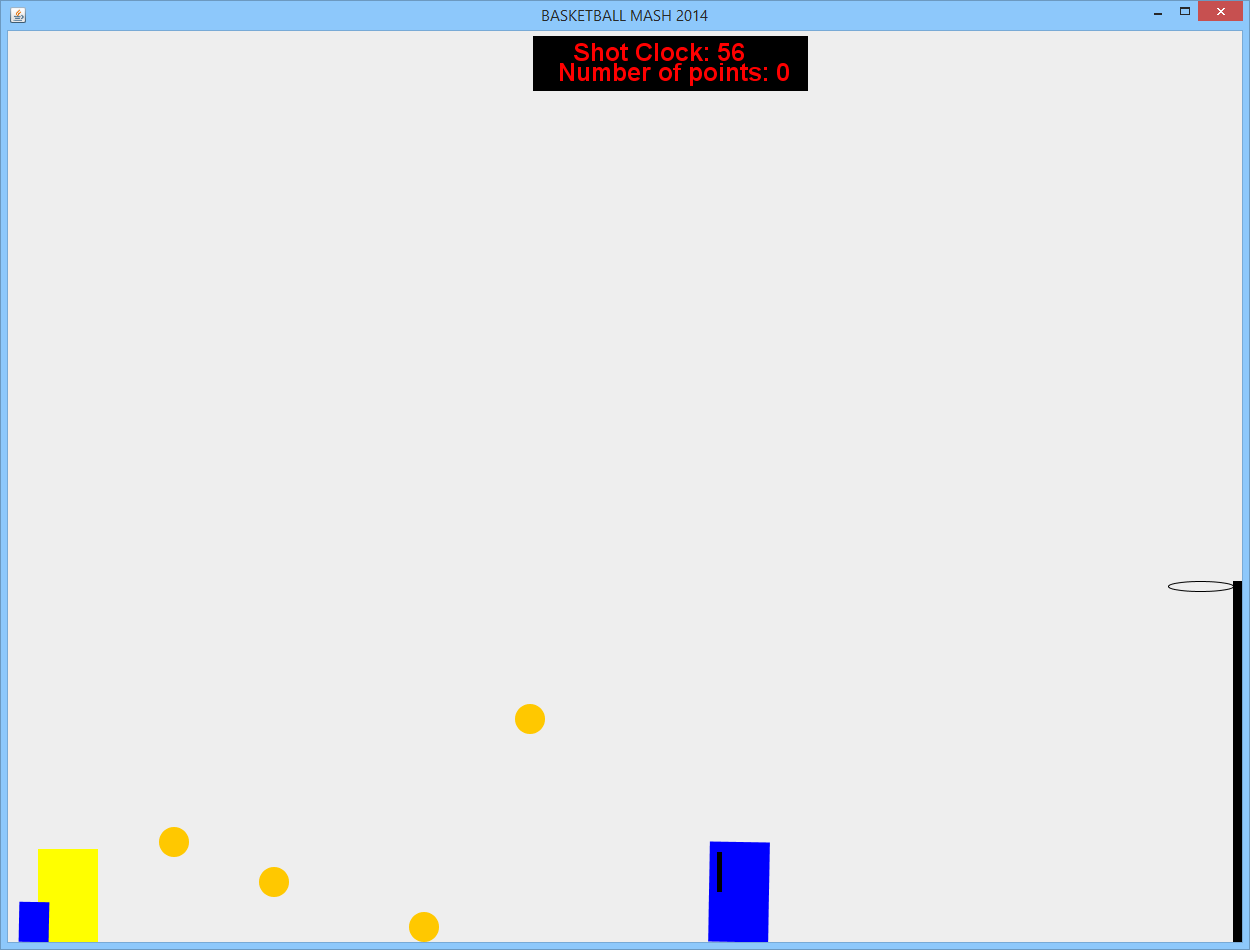 BASKETBALL MASH 2014
Shot Clock: 56
Number of points: 0